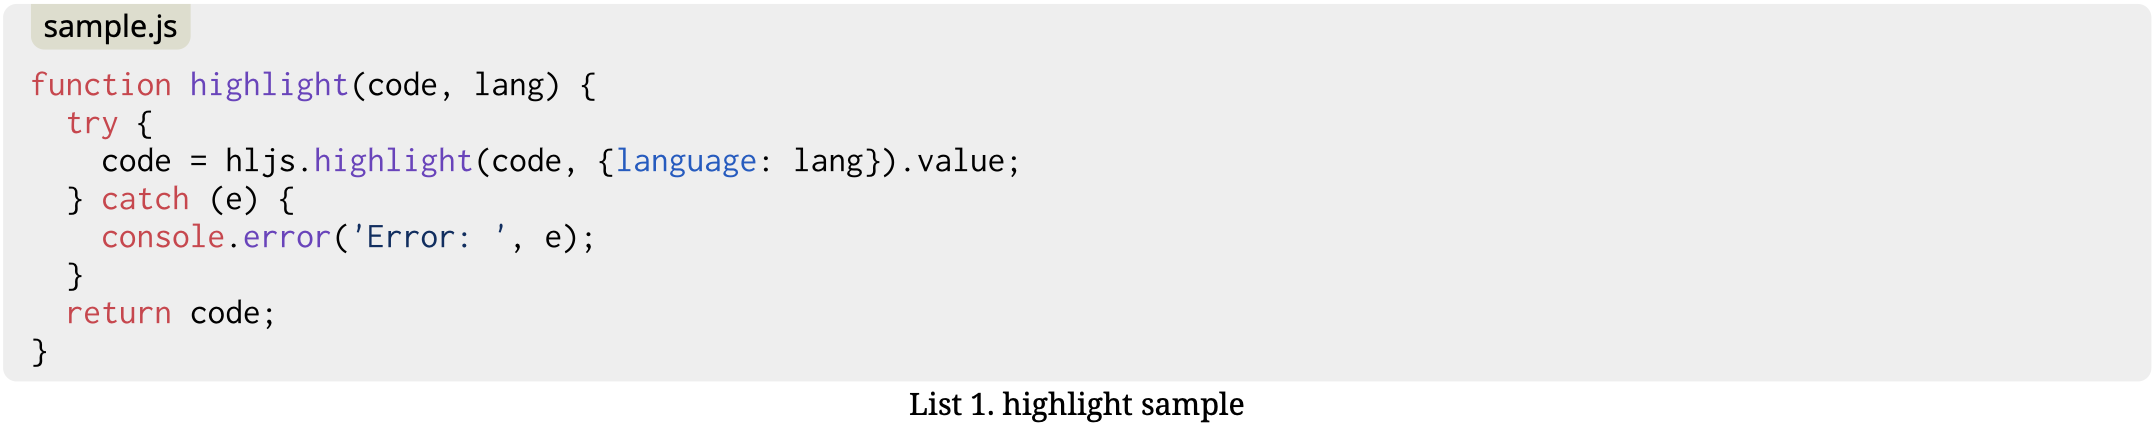 sample.js
function highlight(code, lang) {
  try {
    code = hljs.highlight(code, {language: lang}).value;
  } catch (e) {
    console.error('Error: ', e);
  }
  return code;
}
List 1. highlight sample